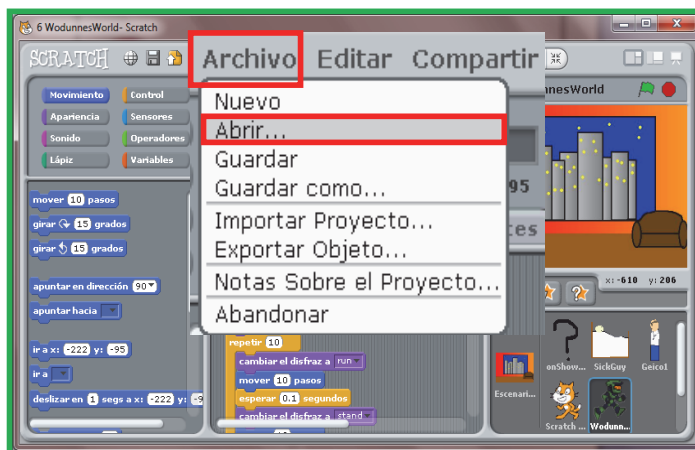 6 WodunnesWorld- Scratch
SCRATCH
Archivo Editar Compartir
Nuevo
Abrir...
Guardar
Guardar como...
Importar Proyecto...
Exportar Objeto...
Notas Sobre el Proyecto...
Abandonar
Movimiento Control
Apariencia Sensores
Sonido Operadores
Lápiz Variables
mover 10 pasos
girar 15 grados
girar 15 grados
apuntar en dirección 90
apuntar hacia
ir a x: -222 y: -95
ir a
deslizar en 1 segs a x: -222 y: -9
95
tes
repetir 10
cambiar el disfraz a run
mover 10 pasos
esperar 0.1 segundos
cambiar el disfraz a stand
nnesWorld
x: -610 y: 206
Escenari...
onShow... SickGuy Geico1
Scratch ... Wodunn...